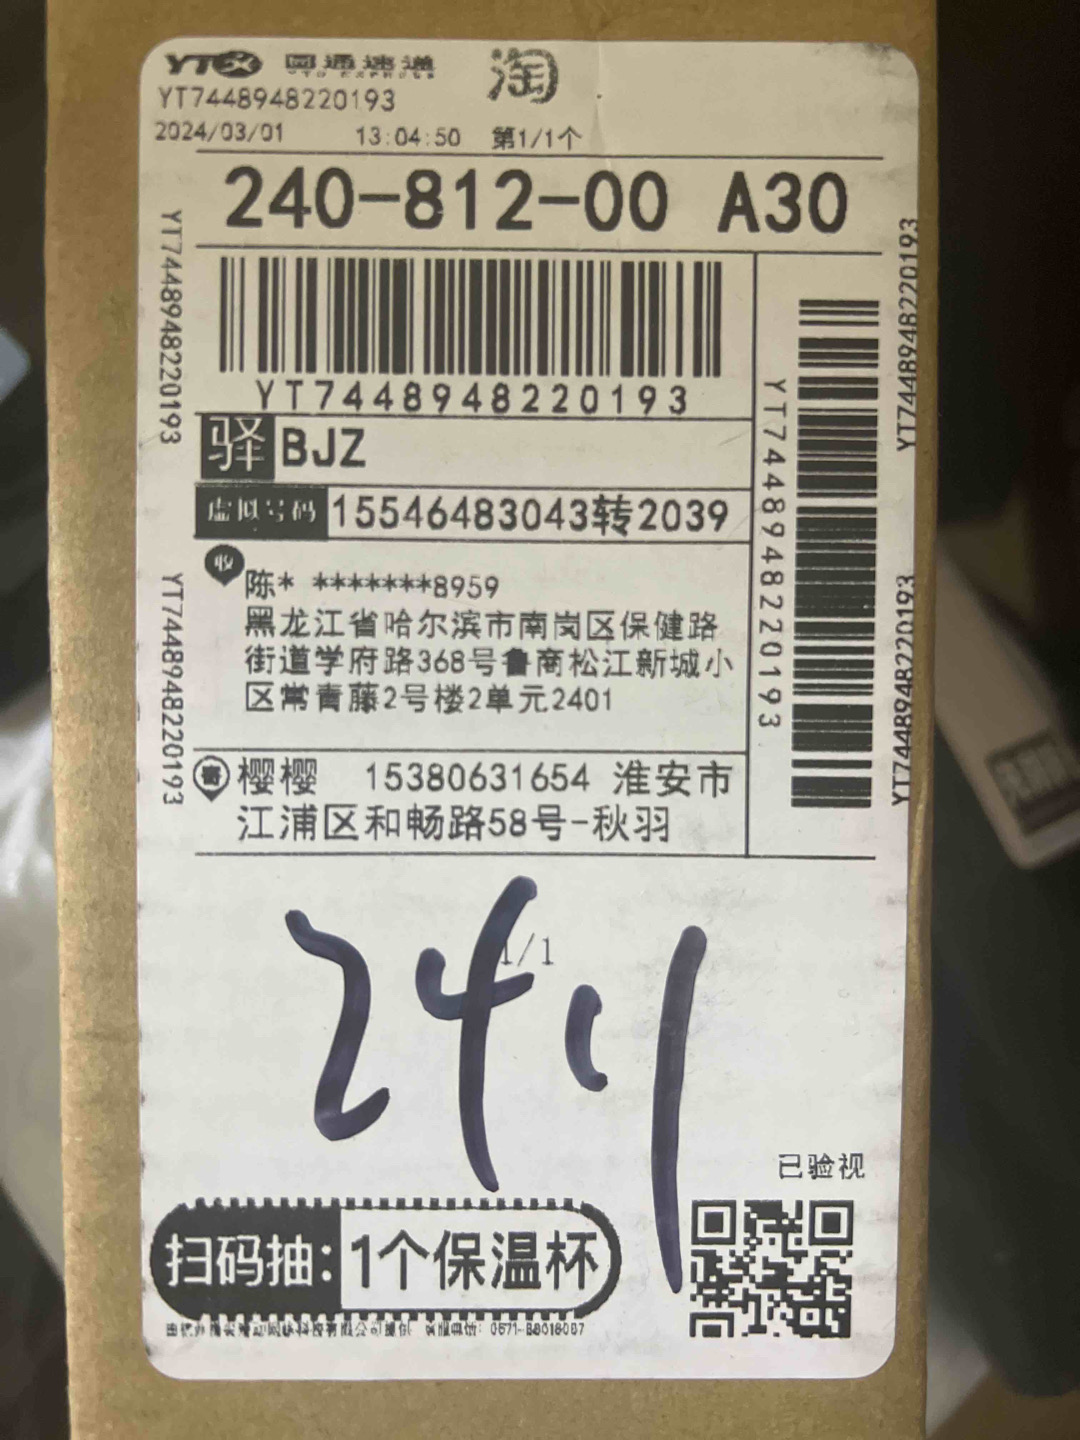 YTO 圆通速递
YTO EXPRESS
淘
YT7448948220193
2024/03/01 13:04:50 第1/1个
240-812-00 A30
YT7448948220193
YT7448948220193
YT7448948220193
YT7448948220193
YT7448948220193
YT7448948220193
驿 BJZ
虚拟号码 15546483043转2039
收
陈* *******8959
黑龙江省哈尔滨市南岗区保健路
街道学府路368号鲁商松江新城小
区常青藤2号楼2单元2401
寄 樱樱 15380631654 淮安市
江浦区和畅路58号-秋羽
1/1
已验视
扫码抽: 1个保温杯
0571-88018087